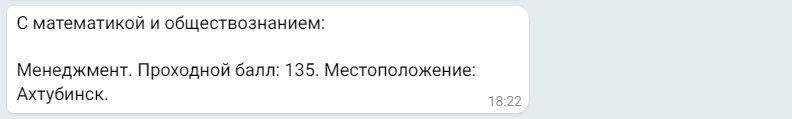 С математикой и обществознанием:
Менеджмент. Проходной балл: 135. Местоположение:
Ахтубинск.
18:22